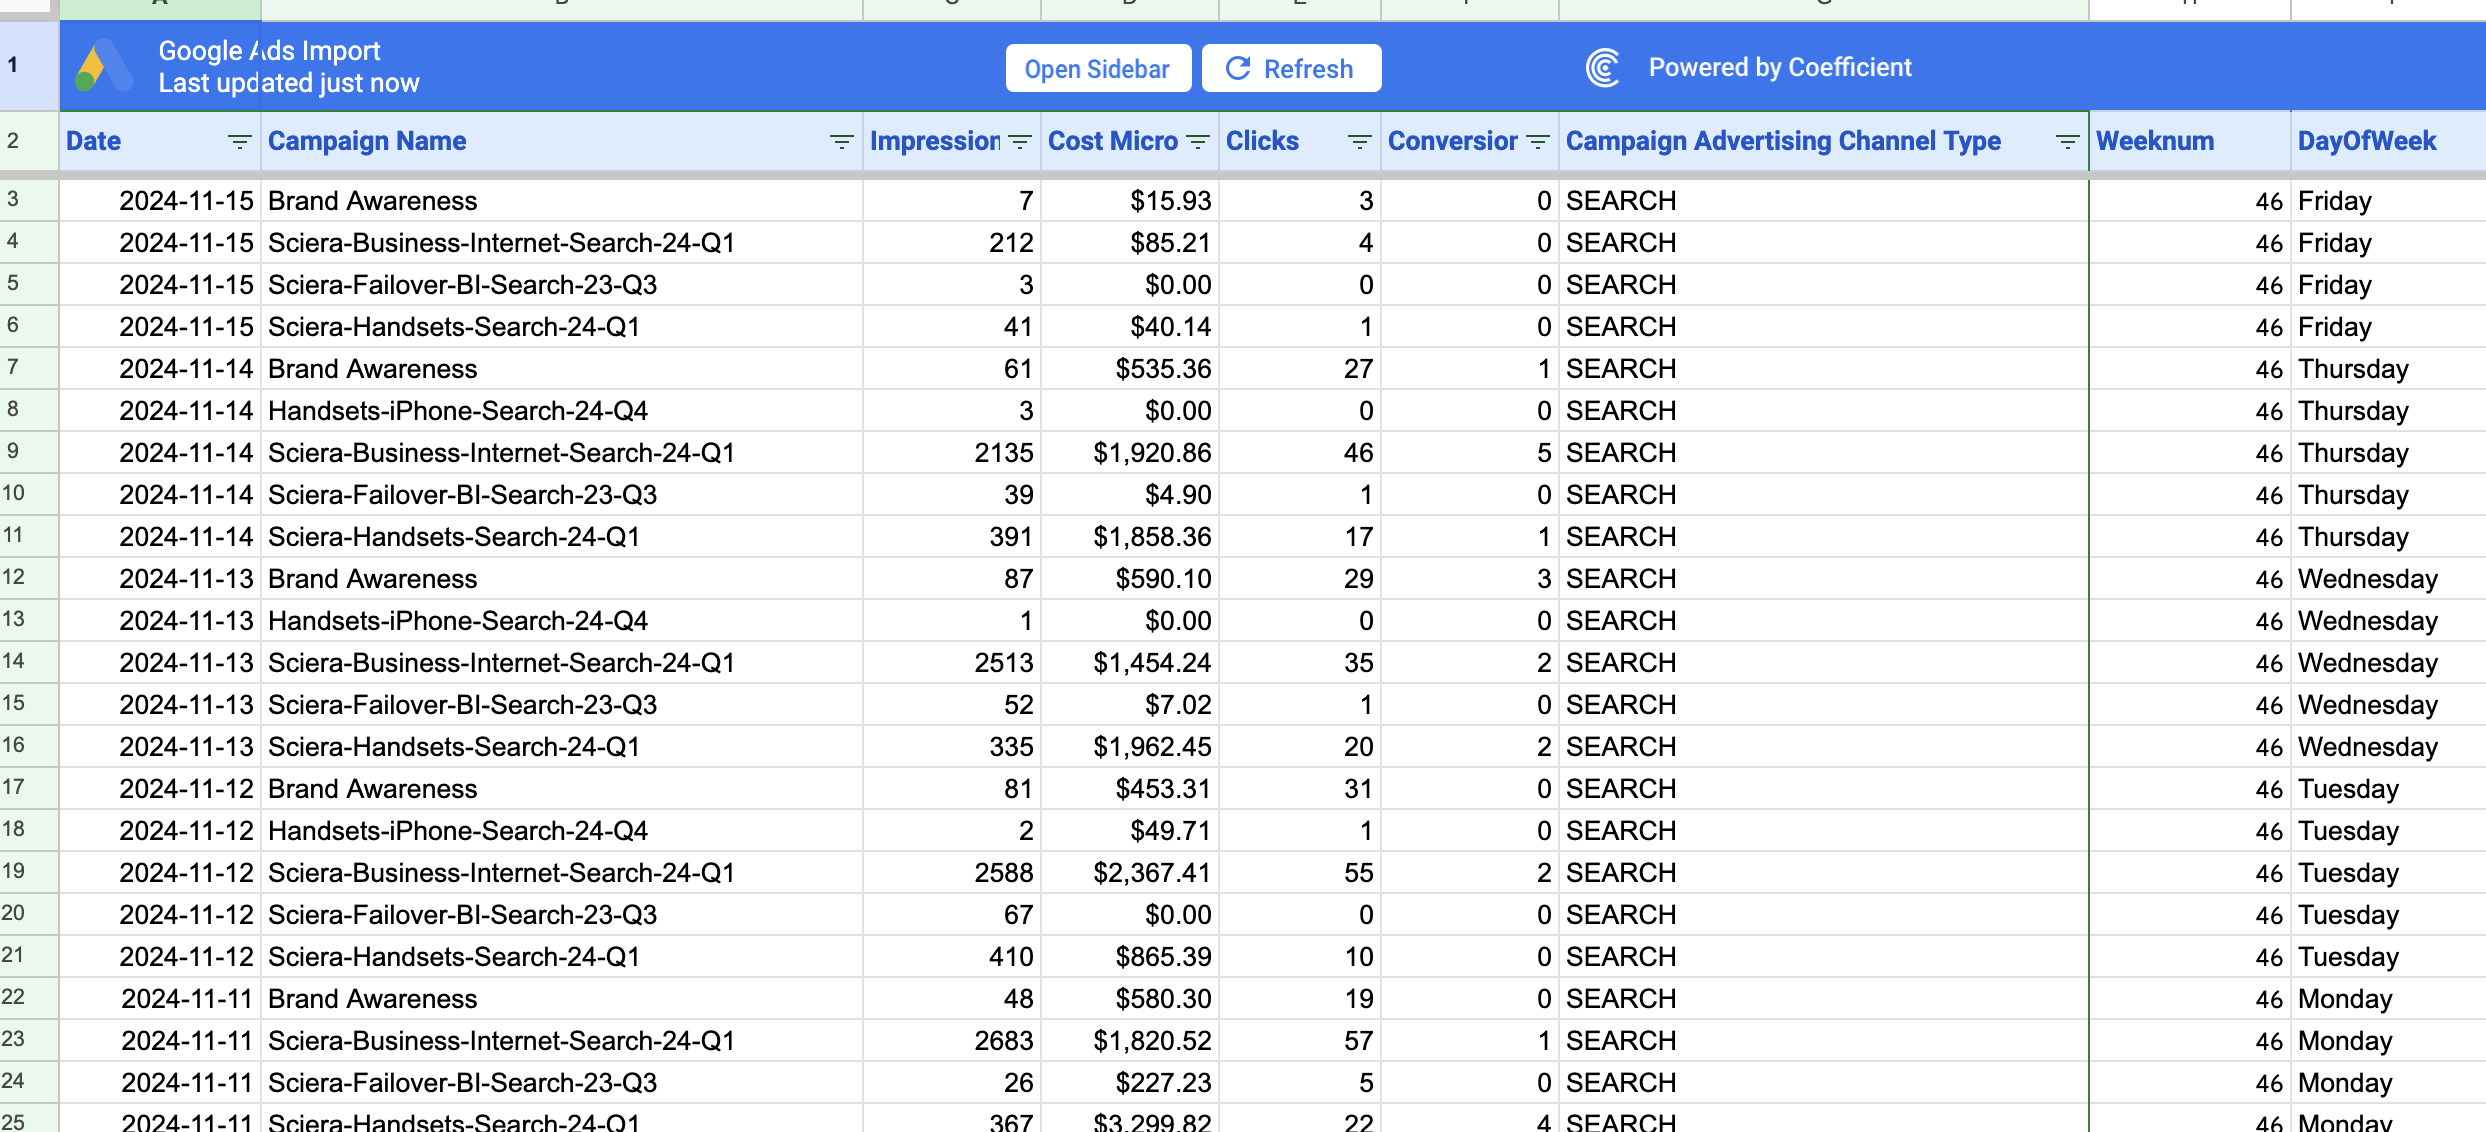 1 Google Ads Import Open Sidebar Refresh Powered by Coefficient
Last updated just now
2 Date Campaign Name Impression Cost Micro Clicks Conversior Campaign Advertising Channel Type Weeknum DayOfWeek
3 2024-11-15 Brand Awareness 7 $15.93 3 0 SEARCH 46 Friday
4 2024-11-15 Sciera-Business-Internet-Search-24-Q1 212 $85.21 4 0 SEARCH 46 Friday
5 2024-11-15 Sciera-Failover-BI-Search-23-Q3 3 $0.00 0 0 SEARCH 46 Friday
6 2024-11-15 Sciera-Handsets-Search-24-Q1 41 $40.14 1 0 SEARCH 46 Friday
7 2024-11-14 Brand Awareness 61 $535.36 27 1 SEARCH 46 Thursday
8 2024-11-14 Handsets-iPhone-Search-24-Q4 3 $0.00 0 0 SEARCH 46 Thursday
9 2024-11-14 Sciera-Business-Internet-Search-24-Q1 2135 $1,920.86 46 5 SEARCH 46 Thursday
10 2024-11-14 Sciera-Failover-BI-Search-23-Q3 39 $4.90 1 0 SEARCH 46 Thursday
11 2024-11-14 Sciera-Handsets-Search-24-Q1 391 $1,858.36 17 1 SEARCH 46 Thursday
12 2024-11-13 Brand Awareness 87 $590.10 29 3 SEARCH 46 Wednesday
13 2024-11-13 Handsets-iPhone-Search-24-Q4 1 $0.00 0 0 SEARCH 46 Wednesday
14 2024-11-13 Sciera-Business-Internet-Search-24-Q1 2513 $1,454.24 35 2 SEARCH 46 Wednesday
15 2024-11-13 Sciera-Failover-BI-Search-23-Q3 52 $7.02 1 0 SEARCH 46 Wednesday
16 2024-11-13 Sciera-Handsets-Search-24-Q1 335 $1,962.45 20 2 SEARCH 46 Wednesday
17 2024-11-12 Brand Awareness 81 $453.31 31 0 SEARCH 46 Tuesday
18 2024-11-12 Handsets-iPhone-Search-24-Q4 2 $49.71 1 0 SEARCH 46 Tuesday
19 2024-11-12 Sciera-Business-Internet-Search-24-Q1 2588 $2,367.41 55 2 SEARCH 46 Tuesday
20 2024-11-12 Sciera-Failover-BI-Search-23-Q3 67 $0.00 0 0 SEARCH 46 Tuesday
21 2024-11-12 Sciera-Handsets-Search-24-Q1 410 $865.39 10 0 SEARCH 46 Tuesday
22 2024-11-11 Brand Awareness 48 $580.30 19 0 SEARCH 46 Monday
23 2024-11-11 Sciera-Business-Internet-Search-24-Q1 2683 $1,820.52 57 1 SEARCH 46 Monday
24 2024-11-11 Sciera-Failover-BI-Search-23-Q3 26 $227.23 5 0 SEARCH 46 Monday
25 2024-11-11 Sciera-Handsets-Search-24-Q1 367 $3,299.82 22 4 SEARCH 46 Monday